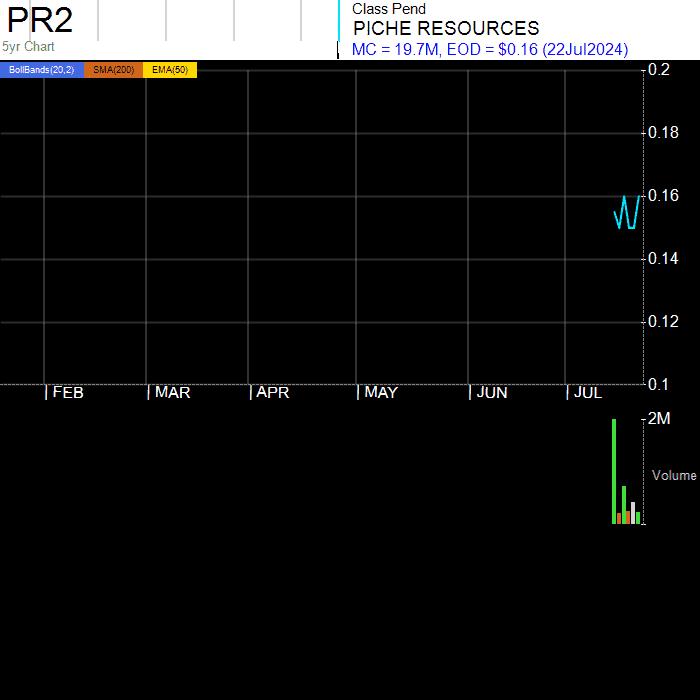 PR2
5yr Chart
Class Pend
PICHE RESOURCES
MC = 19.7M, EOD = $0.16 (22Jul2024)
BollBands(20,2) SMA(200) EMA(50)
0.2
0.18
0.16
0.14
0.12
0.1
FEB MAR APR MAY JUN JUL
2M
Volume